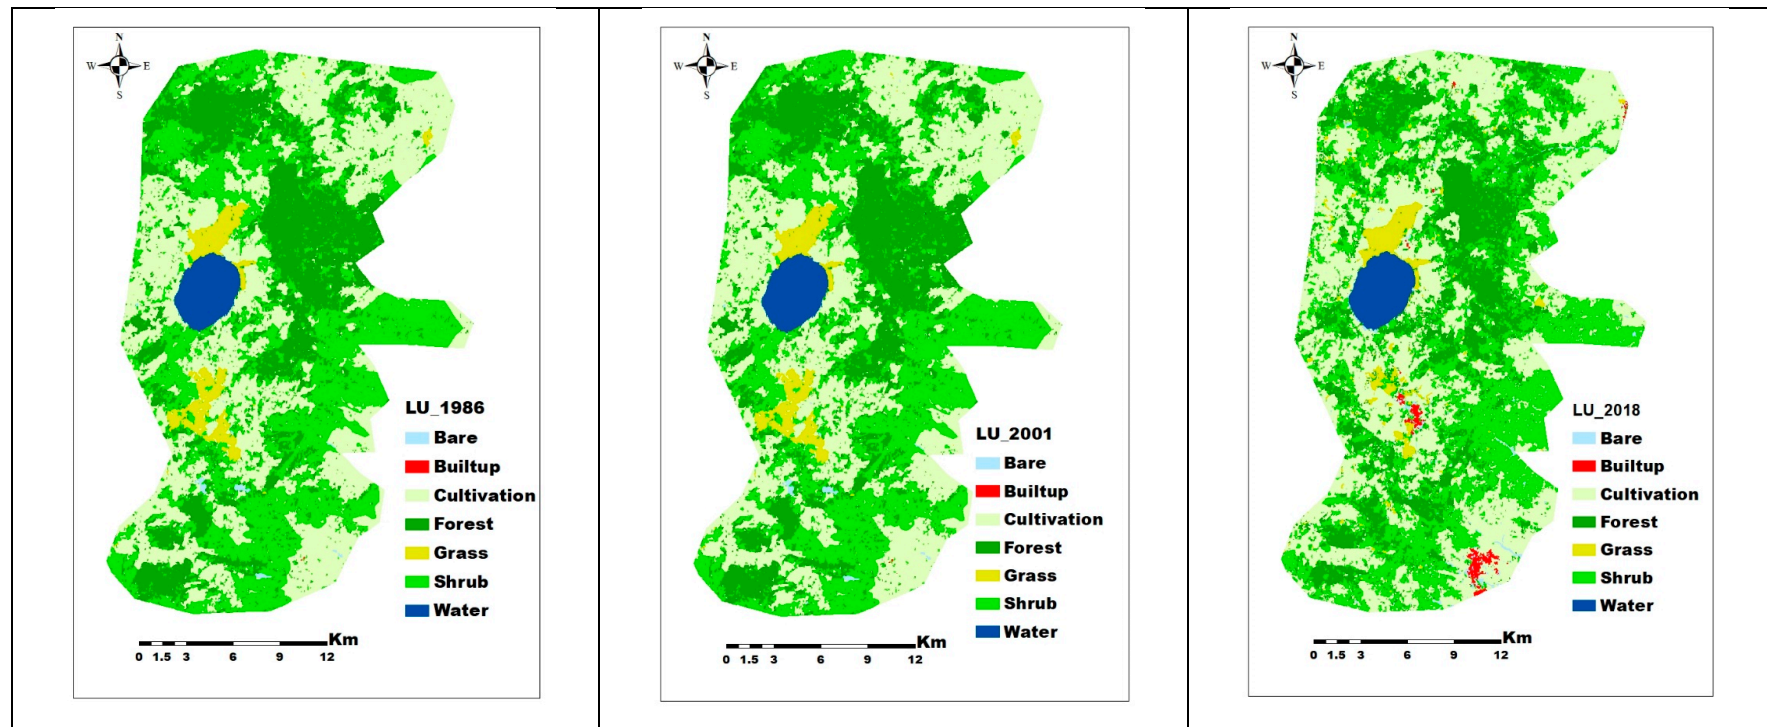 N
W E
S
LU_1986
Bare
Builtup
Cultivation
Forest
Grass
Shrub
Water
Km
0 1.5 3 6 9 12
N
W E
S
LU_2001
Bare
Builtup
Cultivation
Forest
Grass
Shrub
Water
Km
0 1.5 3 6 9 12
N
W E
S
LU_2018
Bare
Builtup
Cultivation
Forest
Grass
Shrub
Water
Km
0 1.5 3 6 9 12